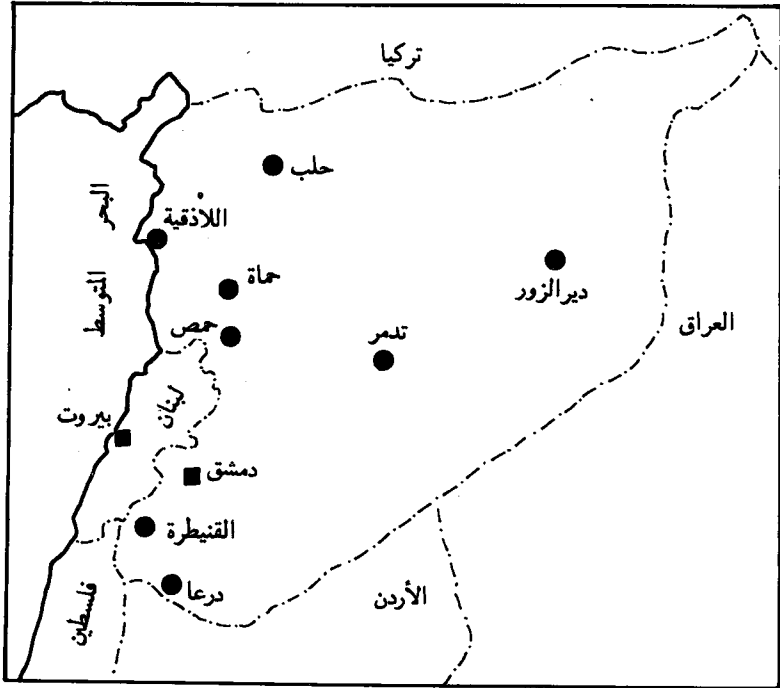 تركيا
حلب
البحر
اللاذقية
المتوسط
حماة
حمص
تدمر
ديرالزور
العراق
لبنان
بيروت
دمشق
القنيطرة
درعا
الأردن
فلسطين